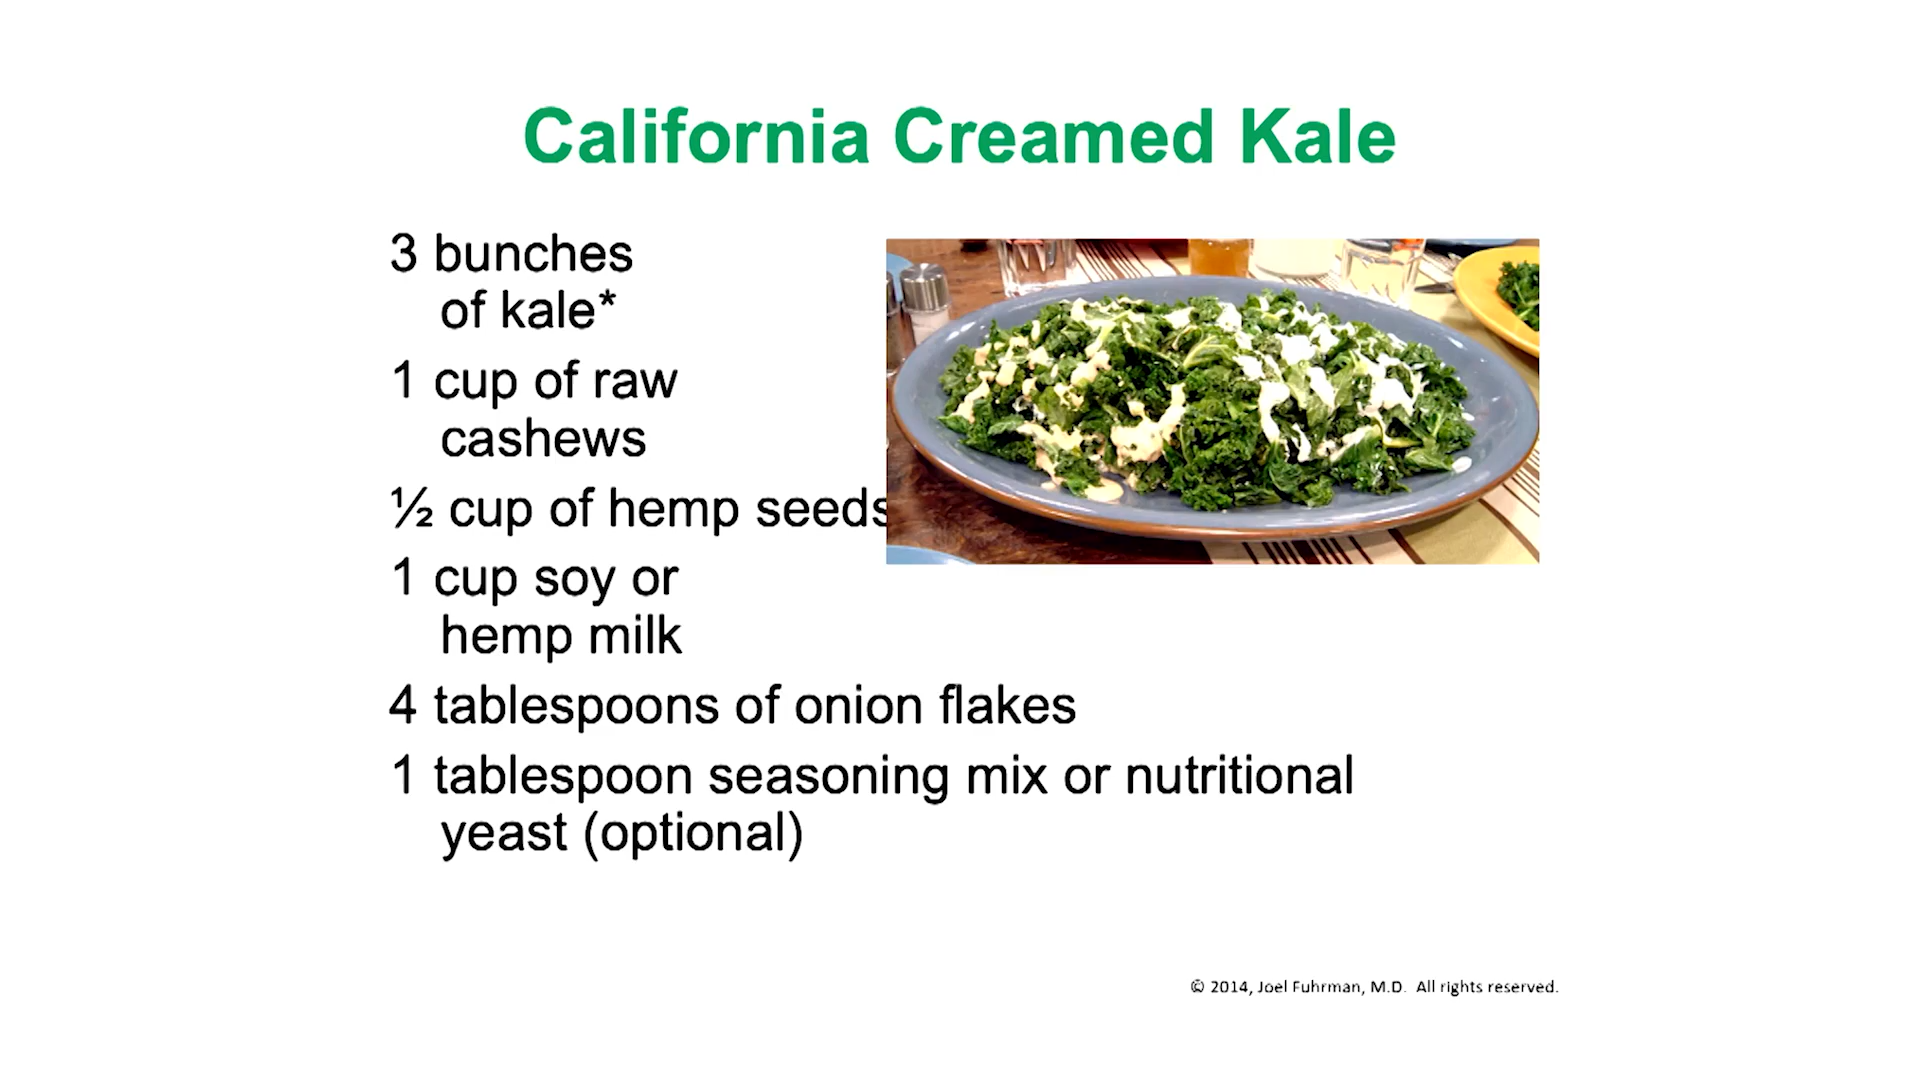 California Creamed Kale
3 bunches
of kale*
1 cup of raw
cashews
½ cup of hemp seeds
1 cup soy or
hemp milk
4 tablespoons of onion flakes
1 tablespoon seasoning mix or nutritional
yeast (optional)
© 2014, Joel Fuhrman, M.D. All rights reserved.